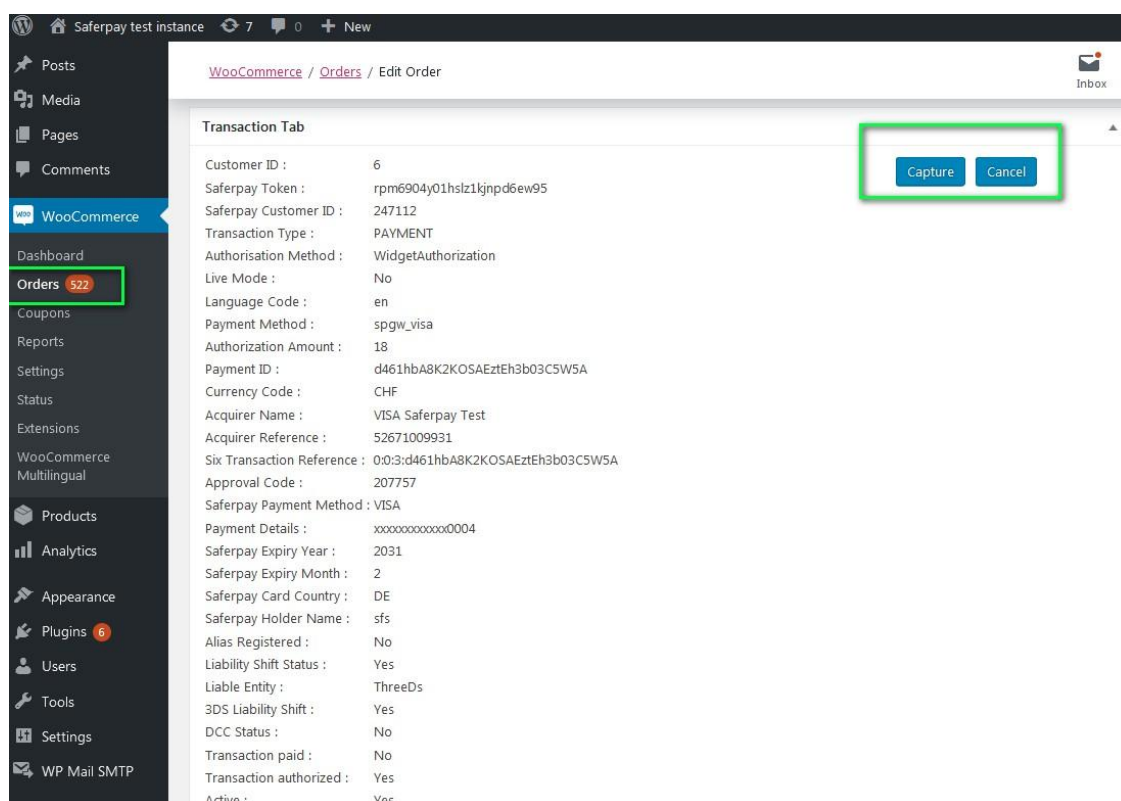 Saferpay test instance 7 0 + New
Posts
Media
Pages
Comments
WooCommerce
Dashboard
Orders 522
Coupons
Reports
Settings
Status
Extensions
WooCommerce
Multilingual
Products
Analytics
Appearance
Plugins 6
Users
Tools
Settings
WP Mail SMTP
WooCommerce / Orders / Edit Order
Inbox
Transaction Tab
Capture Cancel
Customer ID : 6
Saferpay Token : rpm6904y01hslz1kjnpd6ew95
Saferpay Customer ID : 247112
Transaction Type : PAYMENT
Authorisation Method : WidgetAuthorization
Live Mode : No
Language Code : en
Payment Method : spgw_visa
Authorization Amount : 18
Payment ID : d461hbA8K2KOSAEztEh3b03C5W5A
Currency Code : CHF
Acquirer Name : VISA Saferpay Test
Acquirer Reference : 52671009931
Six Transaction Reference : 0:0:3:d461hbA8K2KOSAEztEh3b03C5W5A
Approval Code : 207757
Saferpay Payment Method : VISA
Payment Details : xxxxxxxxxxxx0004
Saferpay Expiry Year : 2031
Saferpay Expiry Month : 2
Saferpay Card Country : DE
Saferpay Holder Name : sfs
Alias Registered : No
Liability Shift Status : Yes
Liable Entity : ThreeDs
3DS Liability Shift : Yes
DCC Status : No
Transaction paid : No
Transaction authorized : Yes
Active : Yes